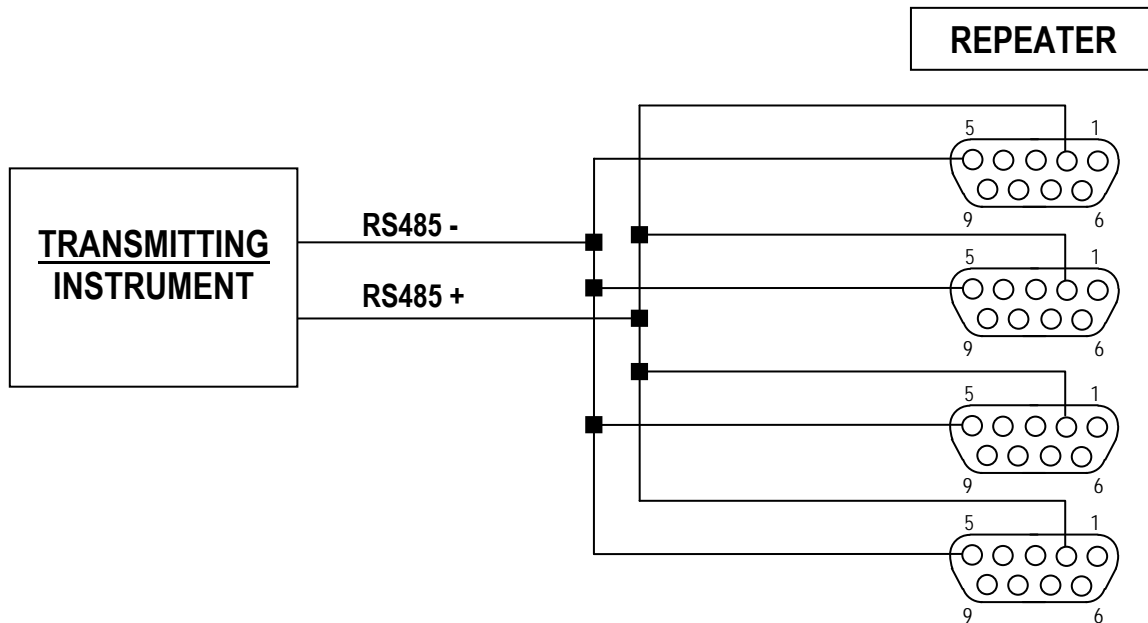 REPEATER
TRANSMITTING
INSTRUMENT
RS485 -
RS485 +
5 1
9 6
5 1
9 6
5 1
9 6
5 1
9 6